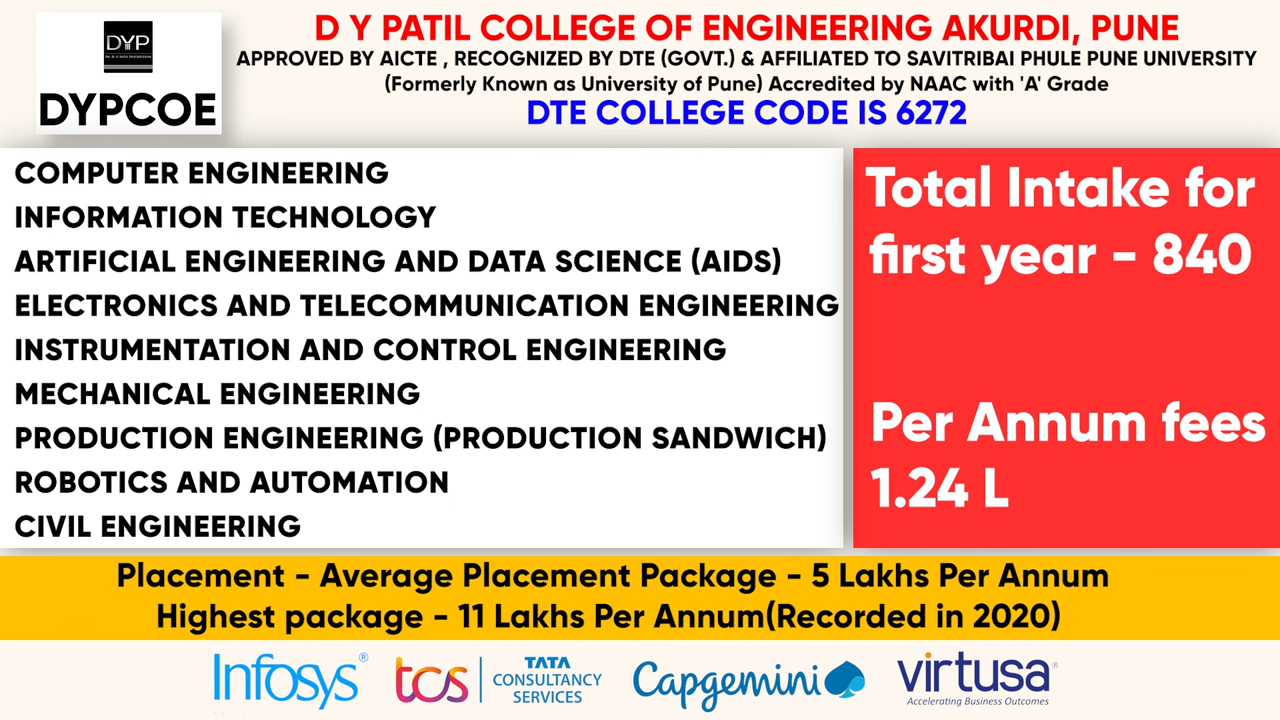 DYP
DYPCOE
D Y PATIL COLLEGE OF ENGINEERING AKURDI, PUNE
APPROVED BY AICTE , RECOGNIZED BY DTE (GOVT.) & AFFILIATED TO SAVITRIBAI PHULE PUNE UNIVERSITY
(Formerly Known as University of Pune) Accredited by NAAC with 'A' Grade
DTE COLLEGE CODE IS 6272
COMPUTER ENGINEERING
INFORMATION TECHNOLOGY
ARTIFICIAL ENGINEERING AND DATA SCIENCE (AIDS)
ELECTRONICS AND TELECOMMUNICATION ENGINEERING
INSTRUMENTATION AND CONTROL ENGINEERING
MECHANICAL ENGINEERING
PRODUCTION ENGINEERING (PRODUCTION SANDWICH)
ROBOTICS AND AUTOMATION
CIVIL ENGINEERING
Total Intake for
first year - 840
Per Annum fees
1.24 L
Placement - Average Placement Package - 5 Lakhs Per Annum
Highest package - 11 Lakhs Per Annum(Recorded in 2020)
Infosys®
tcs
TATA
CONSULTANCY
SERVICES
Capgemini
virtusa®
Accelerating Business Outcomes